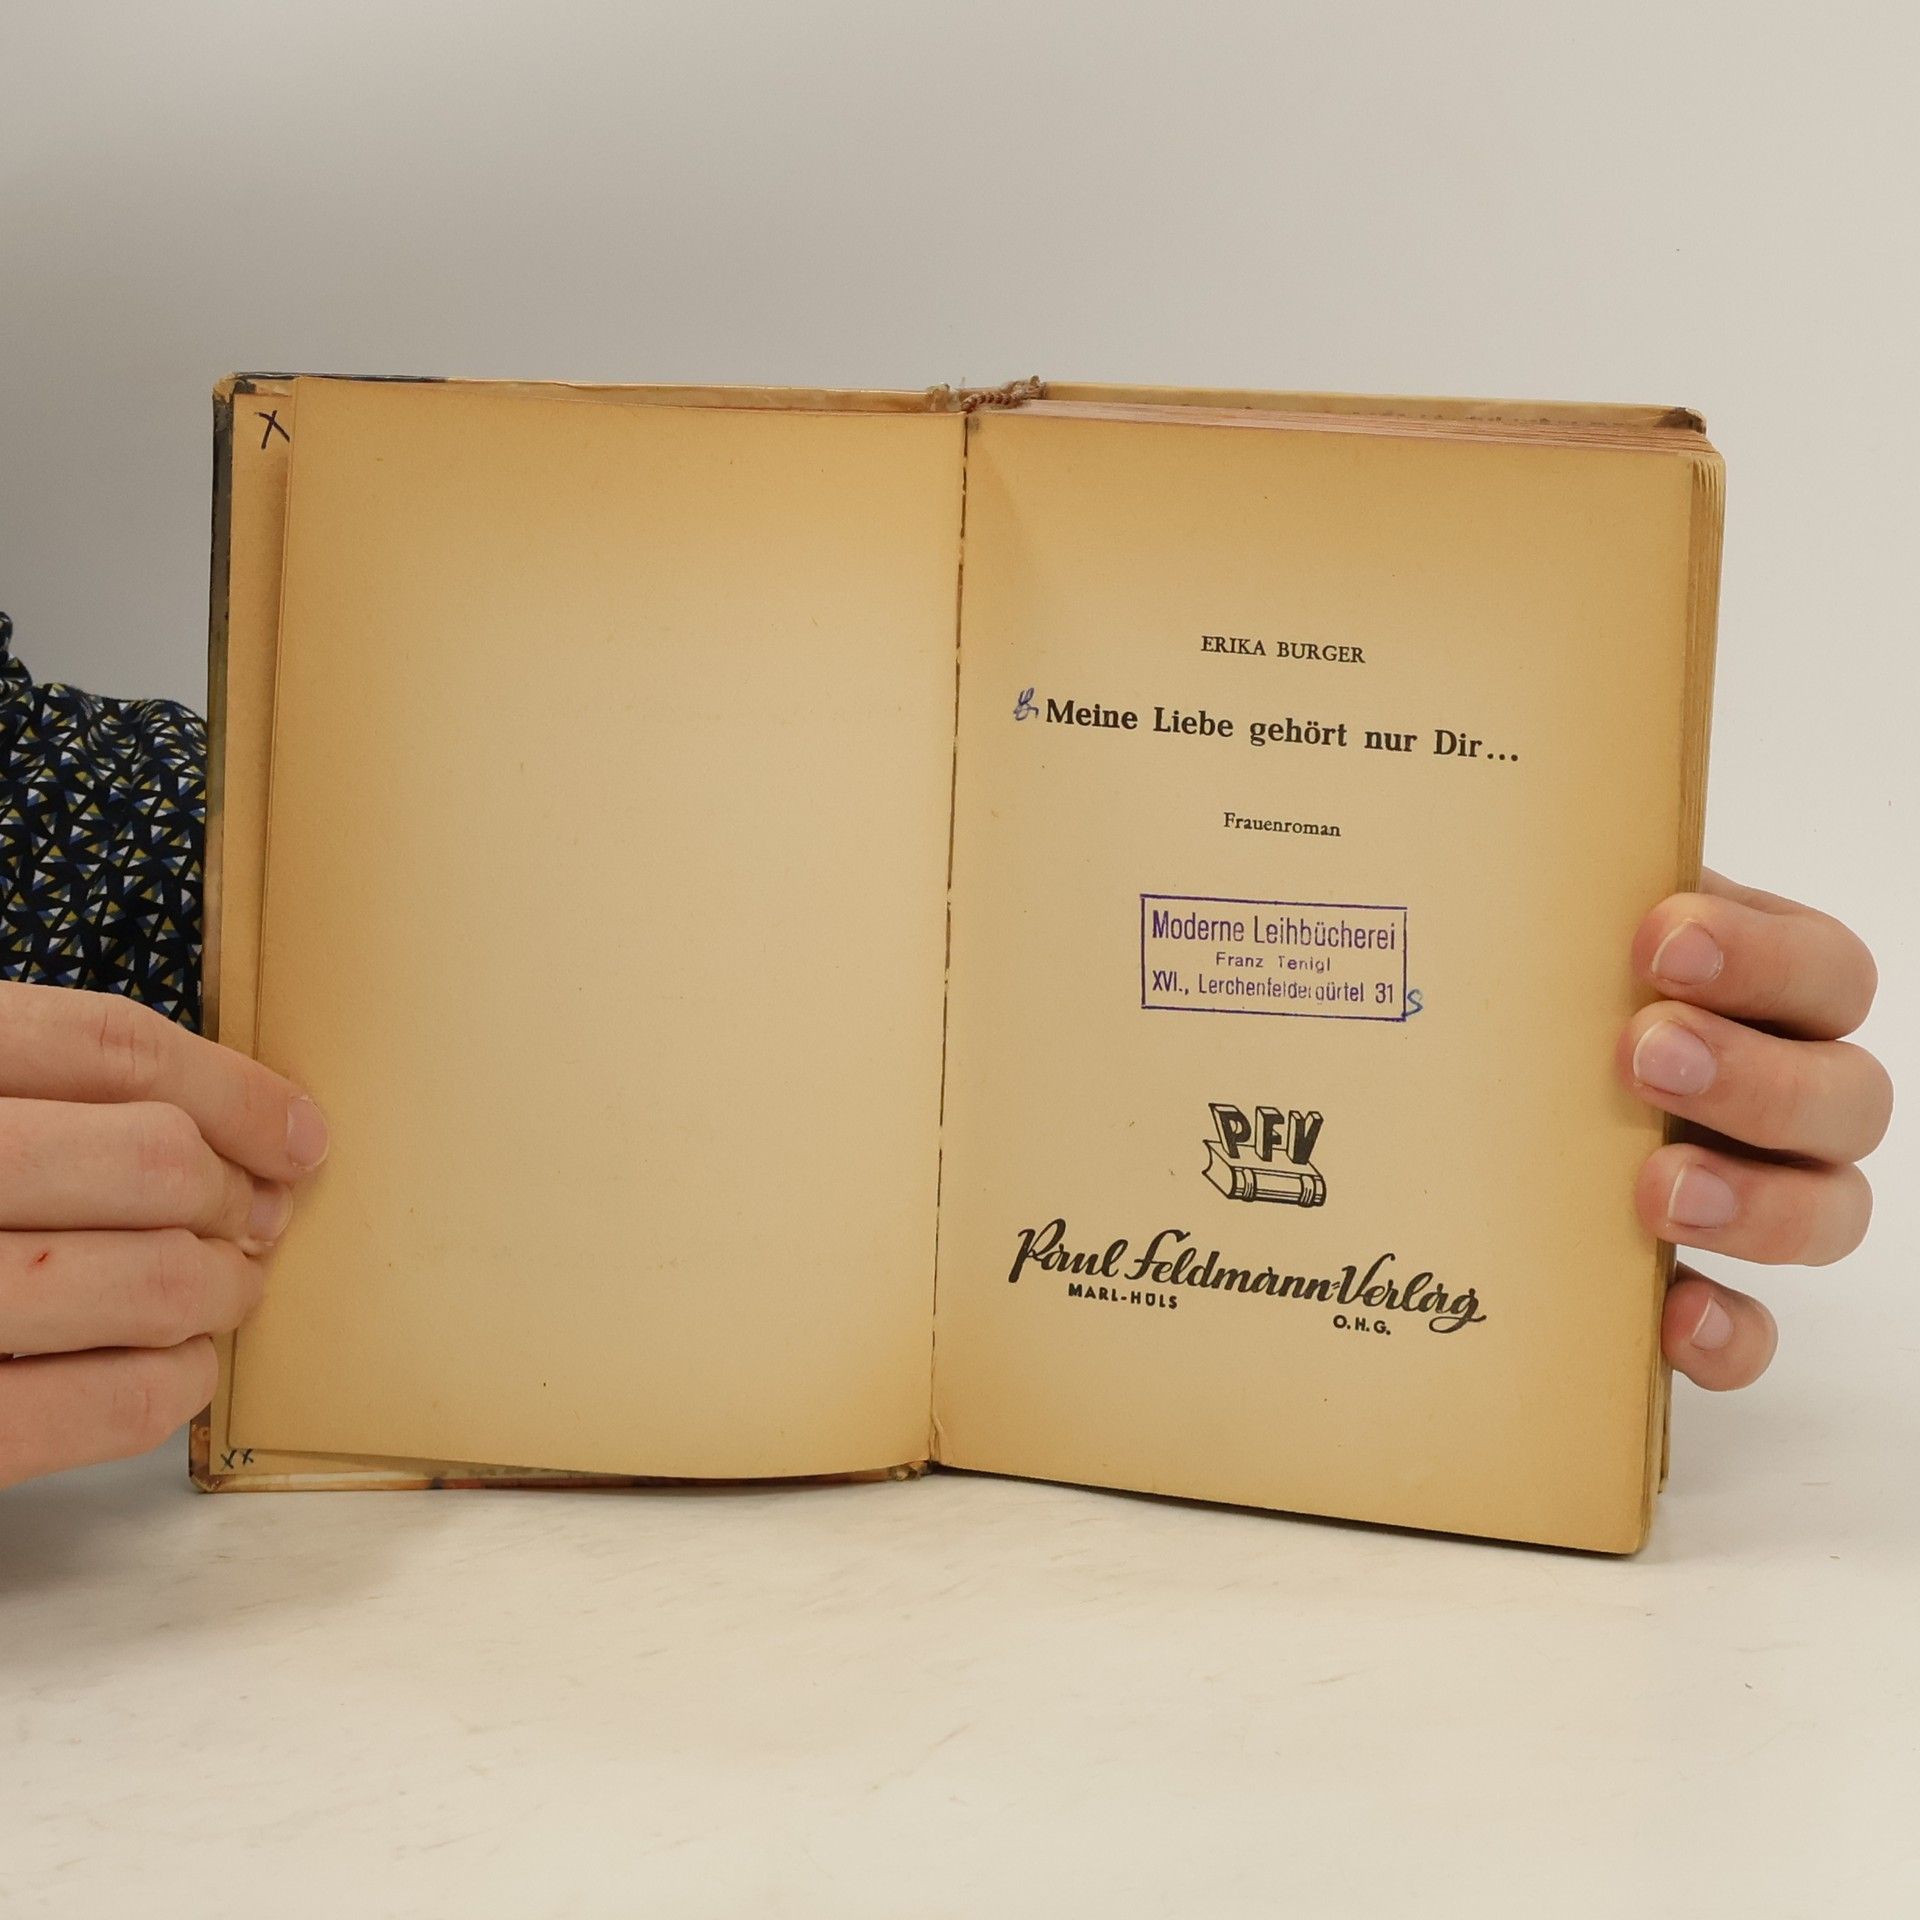 X
ERIKA BURGER
Meine Liebe gehört nur Dir...
Frauenroman
Moderne Leihbücherei
Franz Tenigl
XVI., Lerchenfeldergürtel 31
S
PFV
Paul Feldmann-Verlag
MARL-HÜLS
O.H.G.
XX